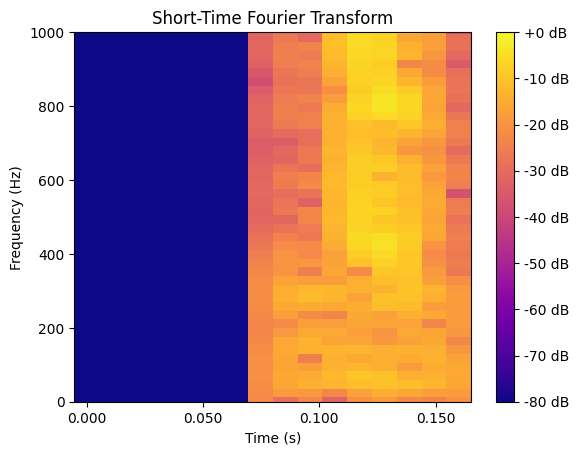 Short-Time Fourier Transform
1000
800
600
400
200
0
Frequency (Hz)
0.000
0.050
0.100
0.150
Time (s)
+0 dB
-10 dB
-20 dB
-30 dB
-40 dB
-50 dB
-60 dB
-70 dB
-80 dB